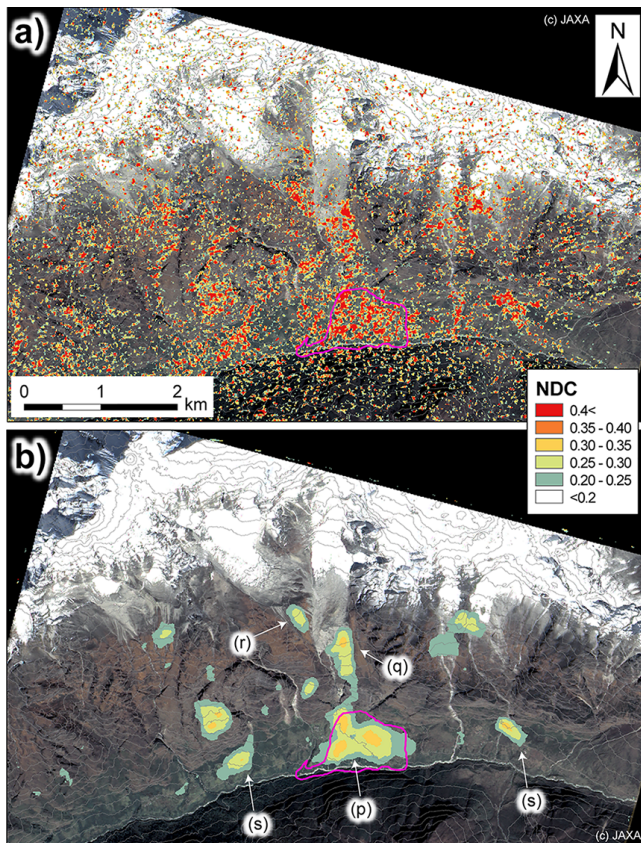 a)
(c) JAXA
N
0 1 2
km
NDC
0.4<
0.35 - 0.40
0.30 - 0.35
0.25 - 0.30
0.20 - 0.25
<0.2
b)
(r)
(q)
(s)
(p)
(s)
(c) JAXA